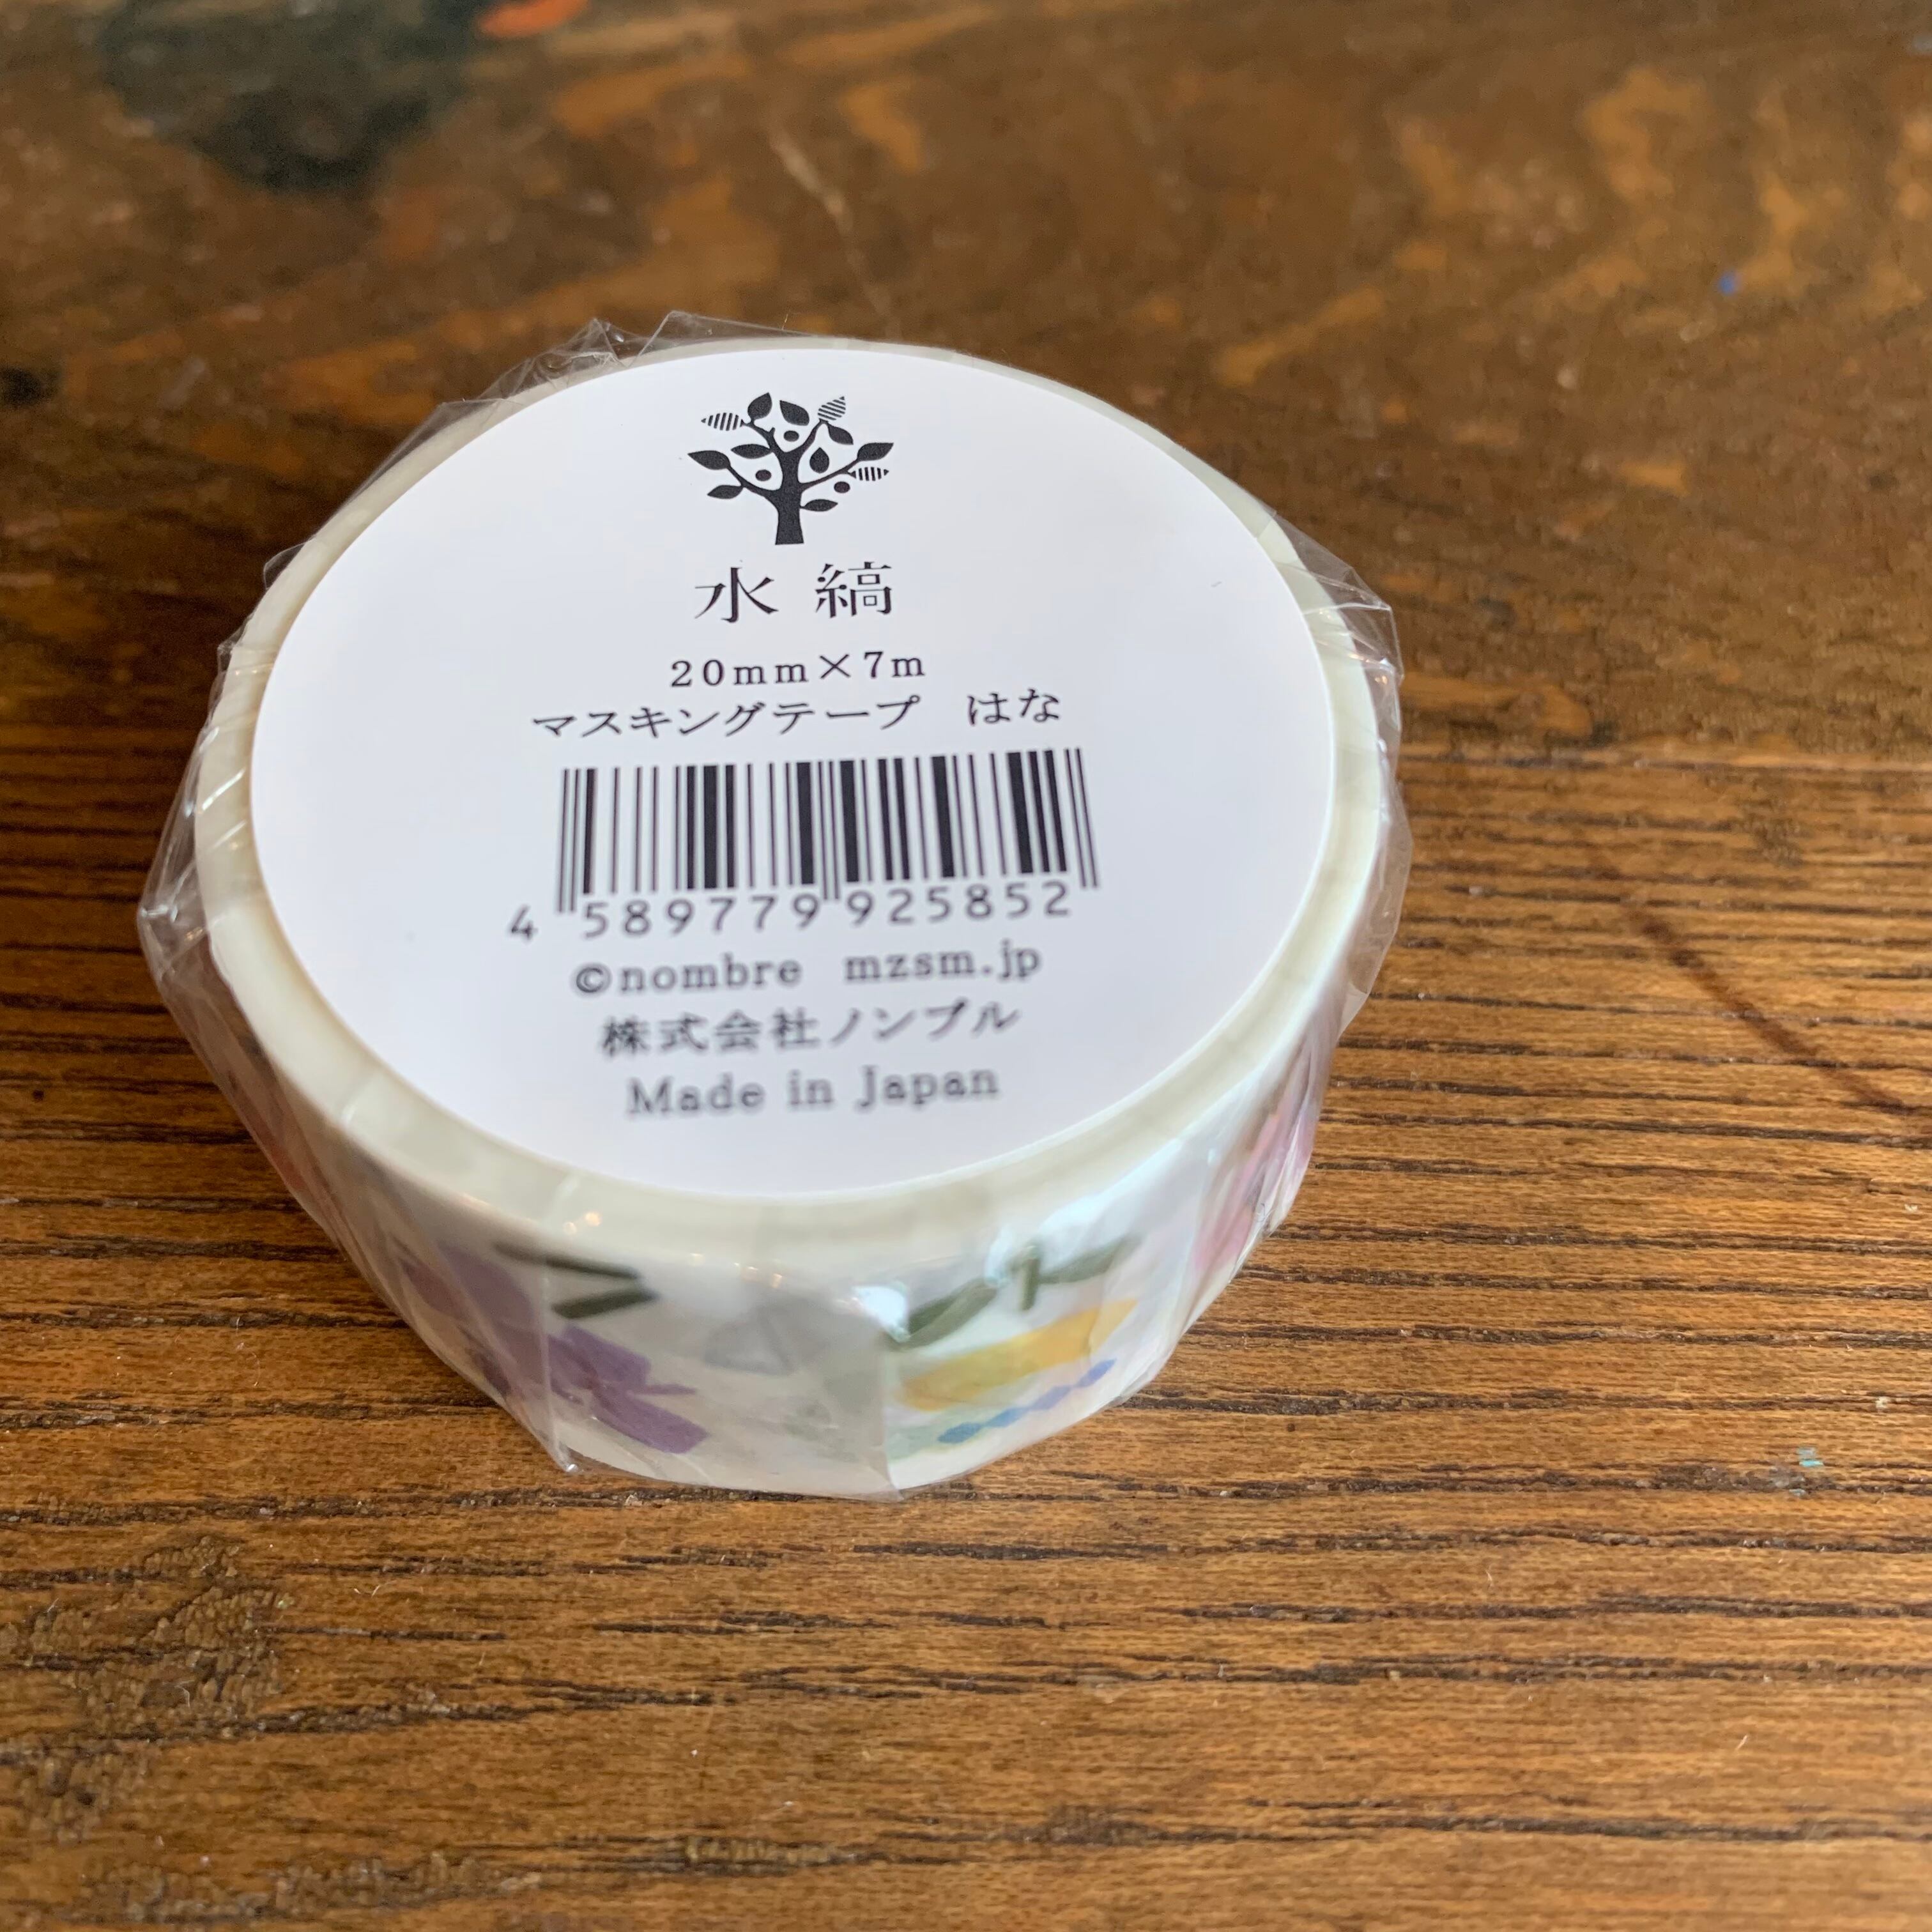 水縞
20mm×7m
マスキングテープ　はな
4 589779 925852
©nombre mzsm.jp
株式会社ノンブル
Made in Japan